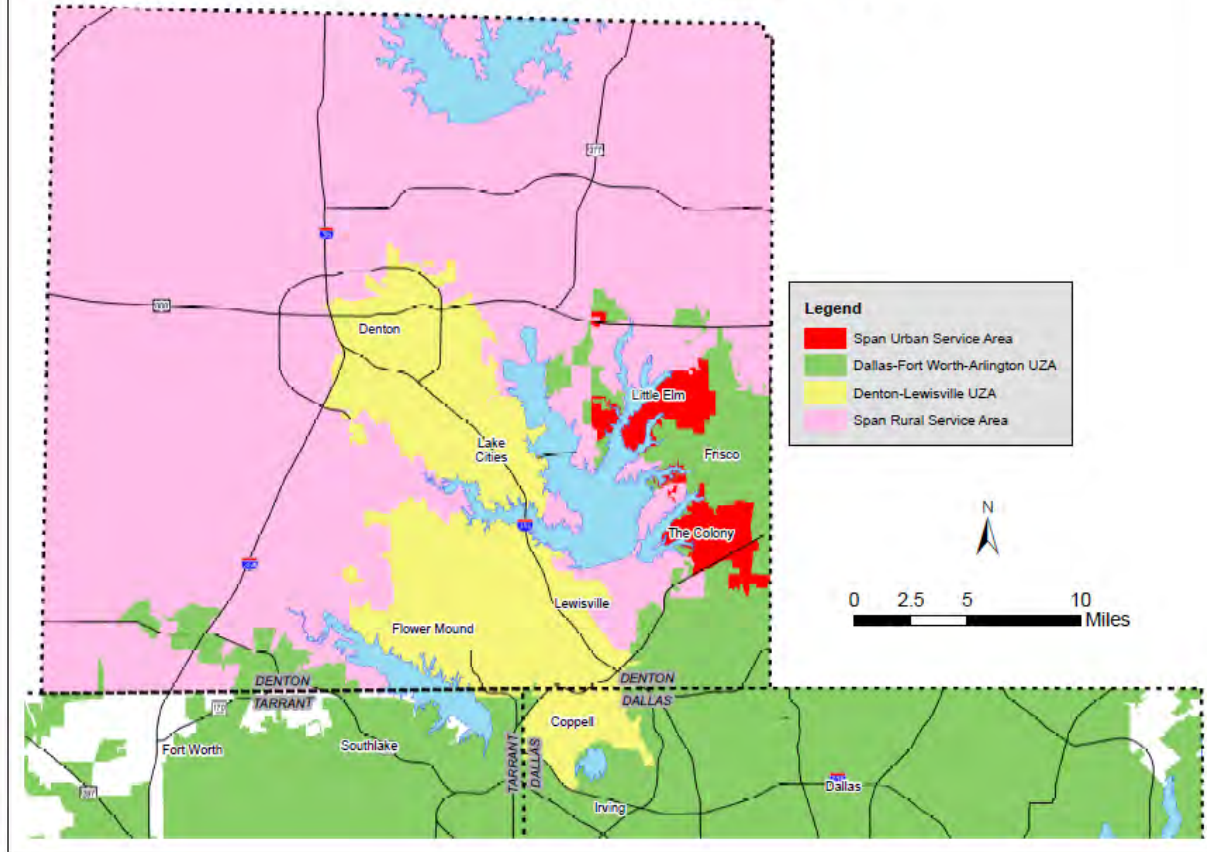 377
Denton
Little Elm
Lake
Cities
Frisco
The Colony
Lewisville
Flower Mound
DENTON
TARRANT
DENTON
DALLAS
Coppell
170
Fort Worth
Southlake
TARRANT
DALLAS
287
Irving
Dallas
Legend
Span Urban Service Area
Dallas-Fort Worth-Arlington UZA
Denton-Lewisville UZA
Span Rural Service Area
N
0 2.5 5 10
Miles